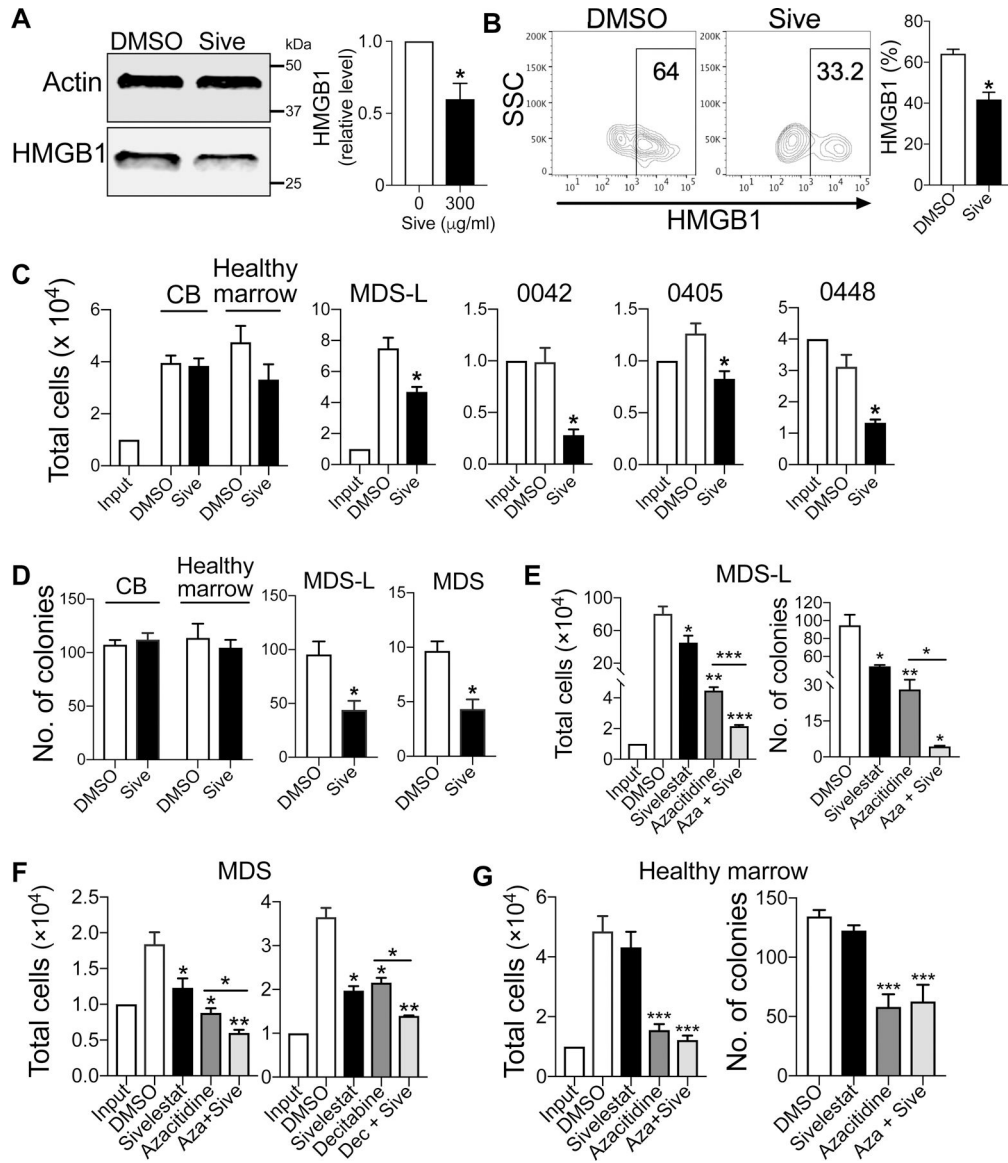 A
DMSO Sive
kDa
Actin
HMGB1
50
37
25
HMGB1
(relative level)
1.0
0.5
0
*
0 300
Sive (μg/ml)
B
DMSO Sive
SSC
200K
150K
100K
50K
0
64
10¹ 10² 10³ 10⁴ 10⁵
200K
150K
100K
50K
0
33.2
10¹ 10² 10³ 10⁴ 10⁵
HMGB1
HMGB1 (%)
80
60
40
20
0
*
DMSO
Sive
C
Total cells (x 10⁴)
CB
Healthy
marrow
6
4
2
0
Input
DMSO
Sive
DMSO
Sive
MDS-L
10
8
6
4
2
0
*
Input
DMSO
Sive
0042
1.5
1.0
0.5
0.0
*
Input
DMSO
Sive
0405
1.5
1.0
0.5
0.0
*
Input
DMSO
Sive
0448
5
4
3
2
1
0
*
Input
DMSO
Sive
D
No. of colonies
CB
Healthy
marrow
150
100
50
0
DMSO
Sive
DMSO
Sive
MDS-L
150
100
50
0
*
DMSO
Sive
MDS
15
10
5
0
*
DMSO
Sive
E
MDS-L
Total cells (×10⁴)
80
60
20
4
2
0
*
**
***
***
Input
DMSO
Sivelestat
Azacitidine
Aza + Sive
No. of colonies
120
100
80
60
30
15
0
*
**
*
*
DMSO
Sivelestat
Azacitidine
Aza + Sive
F
MDS
Total cells (×10⁴)
2.5
2.0
1.5
1.0
0.5
0.0
*
*
*
**
Input
DMSO
Sivelestat
Azacitidine
Aza+Sive
4
3
2
1
0
*
*
*
**
Input
DMSO
Sivelestat
Decitabine
Dec + Sive
G
Healthy marrow
Total cells (×10⁴)
6
4
2
0
***
***
Input
DMSO
Sivelestat
Azacitidine
Aza+Sive
No. of colonies
150
100
50
0
***
***
DMSO
Sivelestat
Azacitidine
Aza + Sive